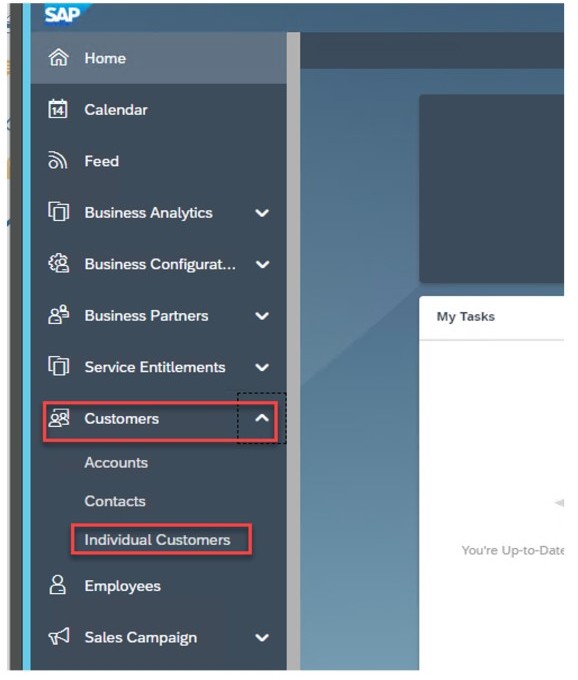 SAP
Home
14
Calendar
Feed
Business Analytics
Business Configurat...
Business Partners
My Tasks
Service Entitlements
Customers
Accounts
Contacts
Individual Customers
You're Up-to-Date
Employees
Sales Campaign